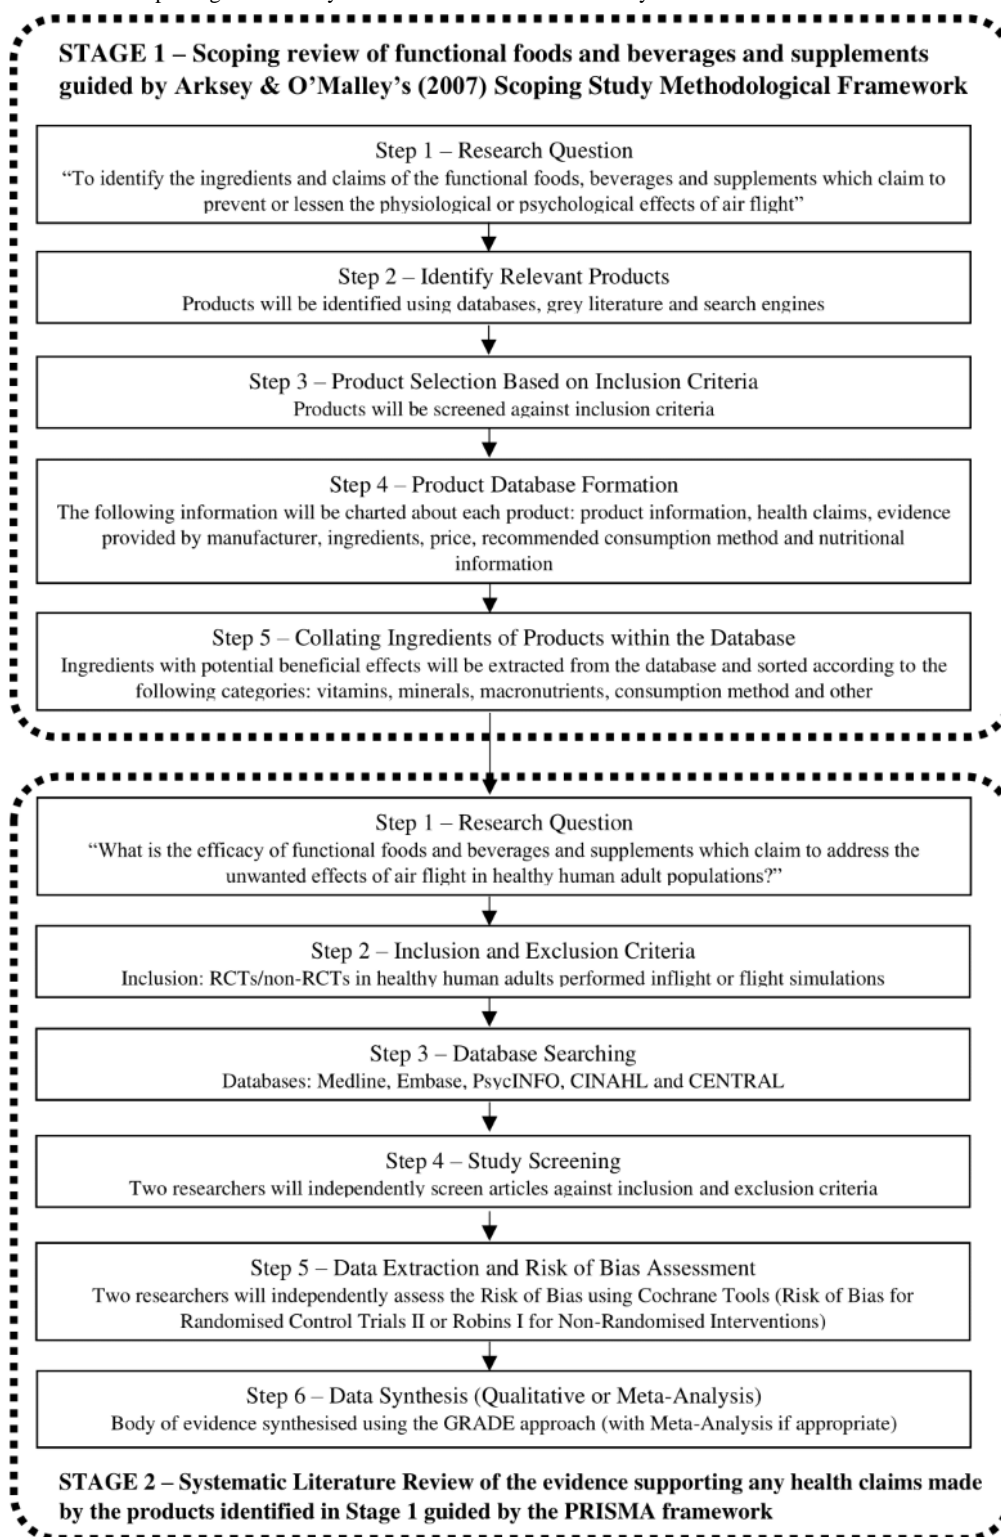 STAGE 1 – Scoping review of functional foods and beverages and supplements
guided by Arksey & O’Malley’s (2007) Scoping Study Methodological Framework
Step 1 – Research Question
“To identify the ingredients and claims of the functional foods, beverages and supplements which claim to
prevent or lessen the physiological or psychological effects of air flight”
Step 2 – Identify Relevant Products
Products will be identified using databases, grey literature and search engines
Step 3 – Product Selection Based on Inclusion Criteria
Products will be screened against inclusion criteria
Step 4 – Product Database Formation
The following information will be charted about each product: product information, health claims, evidence
provided by manufacturer, ingredients, price, recommended consumption method and nutritional
information
Step 5 – Collating Ingredients of Products within the Database
Ingredients with potential beneficial effects will be extracted from the database and sorted according to the
following categories: vitamins, minerals, macronutrients, consumption method and other
Step 1 – Research Question
“What is the efficacy of functional foods and beverages and supplements which claim to address the
unwanted effects of air flight in healthy human adult populations?”
Step 2 – Inclusion and Exclusion Criteria
Inclusion: RCTs/non-RCTs in healthy human adults performed inflight or flight simulations
Step 3 – Database Searching
Databases: Medline, Embase, PsycINFO, CINAHL and CENTRAL
Step 4 – Study Screening
Two researchers will independently screen articles against inclusion and exclusion criteria
Step 5 – Data Extraction and Risk of Bias Assessment
Two researchers will independently assess the Risk of Bias using Cochrane Tools (Risk of Bias for
Randomised Control Trials II or Robins I for Non-Randomised Interventions)
Step 6 – Data Synthesis (Qualitative or Meta-Analysis)
Body of evidence synthesised using the GRADE approach (with Meta-Analysis if appropriate)
STAGE 2 – Systematic Literature Review of the evidence supporting any health claims made
by the products identified in Stage 1 guided by the PRISMA framework